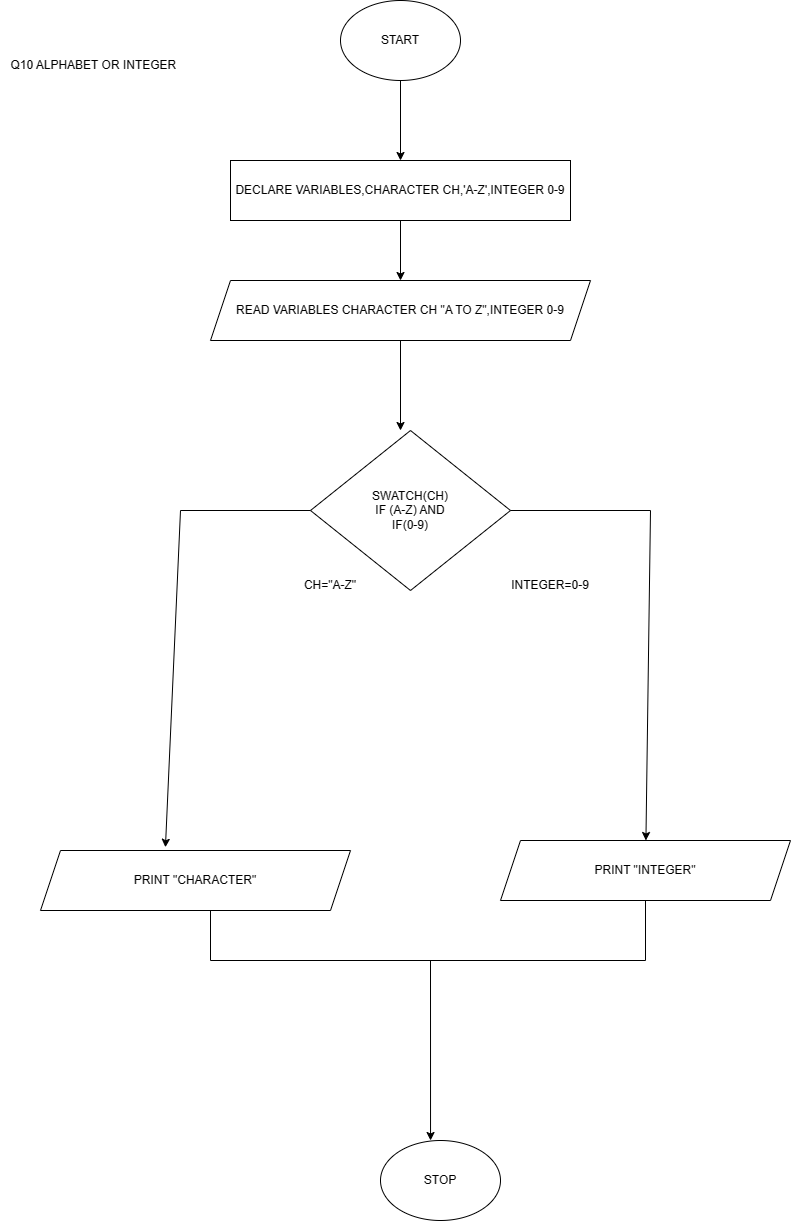 START
Q10 ALPHABET OR INTEGER
DECLARE VARIABLES,CHARACTER CH,'A-Z',INTEGER 0-9
READ VARIABLES CHARACTER CH "A TO Z",INTEGER 0-9
SWATCH(CH)
IF (A-Z) AND
IF(0-9)
CH="A-Z"
INTEGER=0-9
PRINT "CHARACTER"
PRINT "INTEGER"
STOP